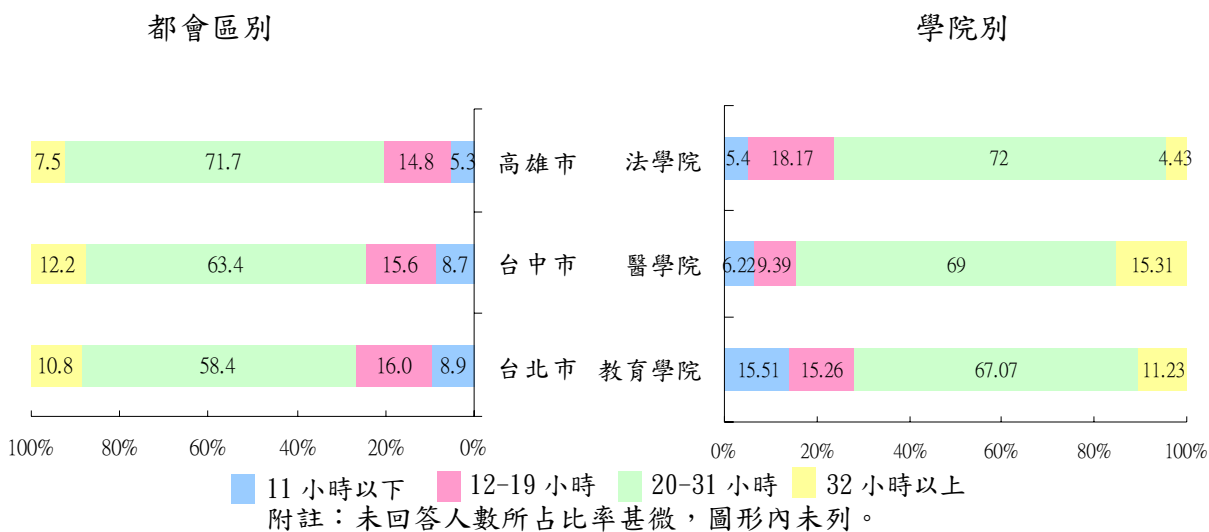 都會區別
學院別
7.5 71.7 14.8 5.3 高雄市
法學院 5.4 18.17 72 4.43
12.2 63.4 15.6 8.7 台中市
醫學院 6.22 9.39 69 15.31
10.8 58.4 16.0 8.9 台北市
教育學院 15.51 15.26 67.07 11.23
100% 80% 60% 40% 20% 0%
0% 20% 40% 60% 80% 100%
11 小時以下 12-19 小時 20-31 小時 32 小時以上
附註：未回答人數所占比率甚微，圖形內未列。